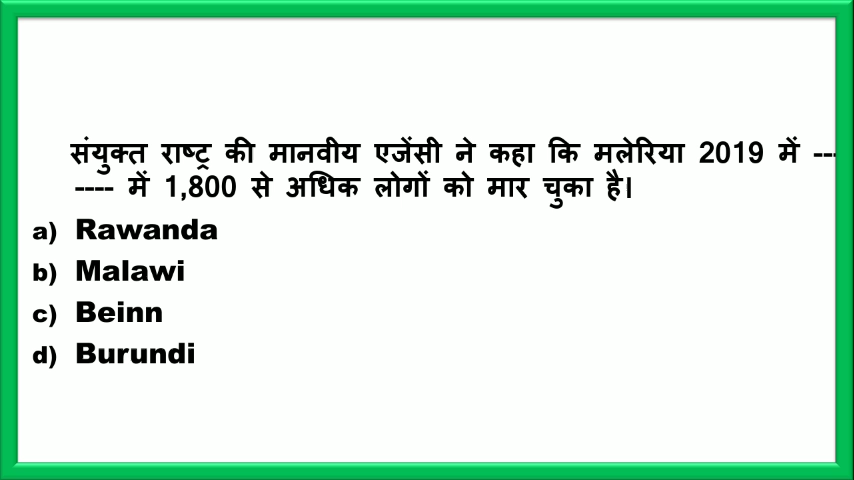 संयुक्त राष्ट्र की मानवीय एजेंसी ने कहा कि मलेरिया 2019 में ---
---- में 1,800 से अधिक लोगों को मार चुका है।
a) Rawanda
b) Malawi
c) Beinn
d) Burundi